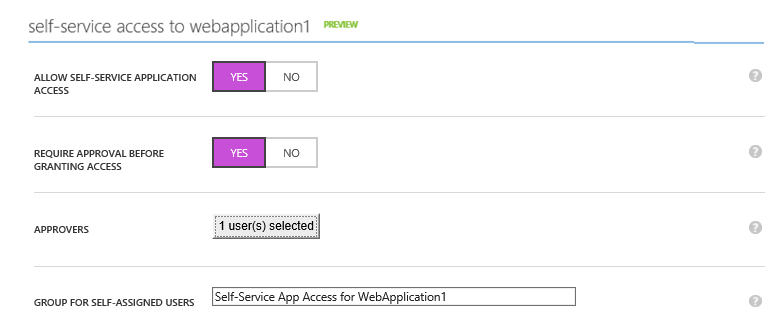 self-service access to webapplication1 PREVIEW
ALLOW SELF-SERVICE APPLICATION
ACCESS
YES NO
?
REQUIRE APPROVAL BEFORE
GRANTING ACCESS
YES NO
?
APPROVERS
1 user(s) selected
?
GROUP FOR SELF-ASSIGNED USERS
Self-Service App Access for WebApplication1
?